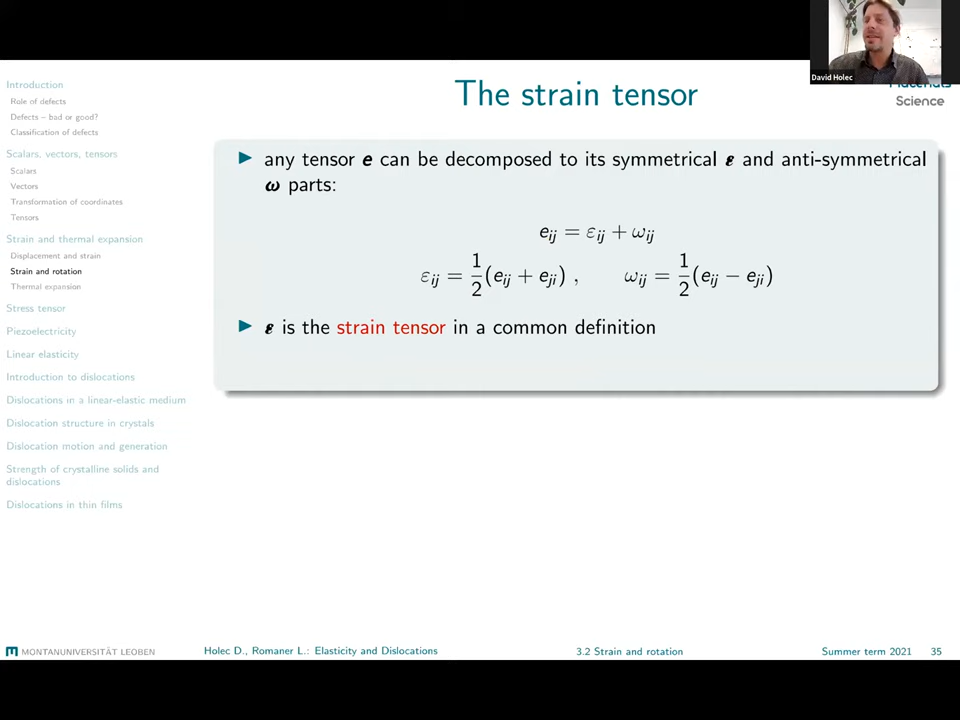 David Holec
Materials
Science
Introduction
Role of defects
Defects – bad or good?
Classification of defects
Scalars, vectors, tensors
Scalars
Vectors
Transformation of coordinates
Tensors
Strain and thermal expansion
Displacement and strain
Strain and rotation
Thermal expansion
Stress tensor
Piezoelectricity
Linear elasticity
Introduction to dislocations
Dislocations in a linear-elastic medium
Dislocation structure in crystals
Dislocation motion and generation
Strength of crystalline solids and
dislocations
Dislocations in thin films
The strain tensor
▶ any tensor e can be decomposed to its symmetrical ε and anti-symmetrical
ω parts:
e_ij = ε_ij + ω_ij
ε_ij = 1/2 (e_ij + e_ji) , ω_ij = 1/2 (e_ij − e_ji)
▶ ε is the strain tensor in a common definition
MONTANUNIVERSITÄT LEOBEN
Holec D., Romaner L.: Elasticity and Dislocations
3.2 Strain and rotation
Summer term 2021 35